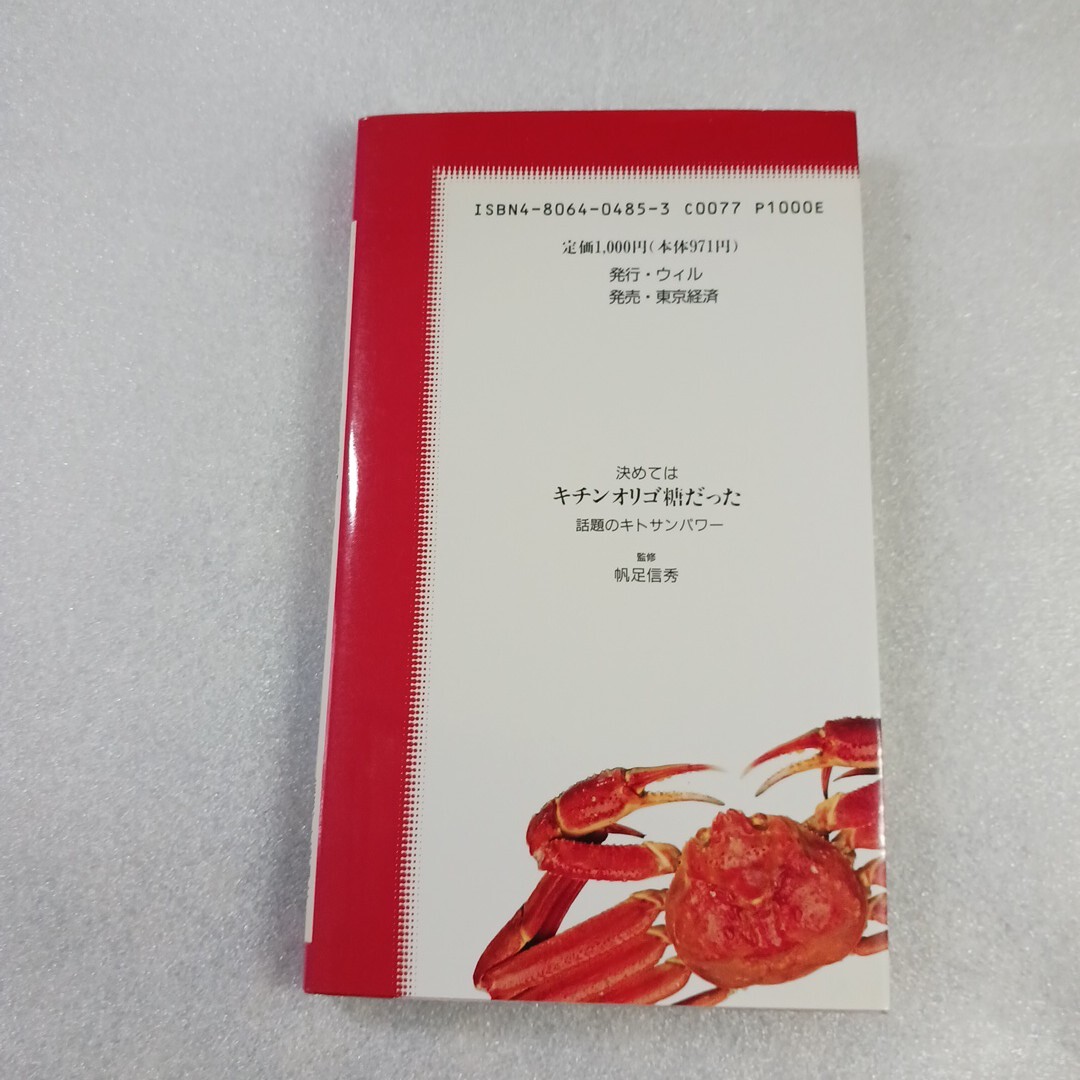 ISBN4-8064-0485-3 C0077 P1000E
定価1,000円(本体971円)
発行・ウィル
発売・東京経済
決めては
キチンオリゴ糖だった
話題のキトサンパワー
監修
帆足信秀